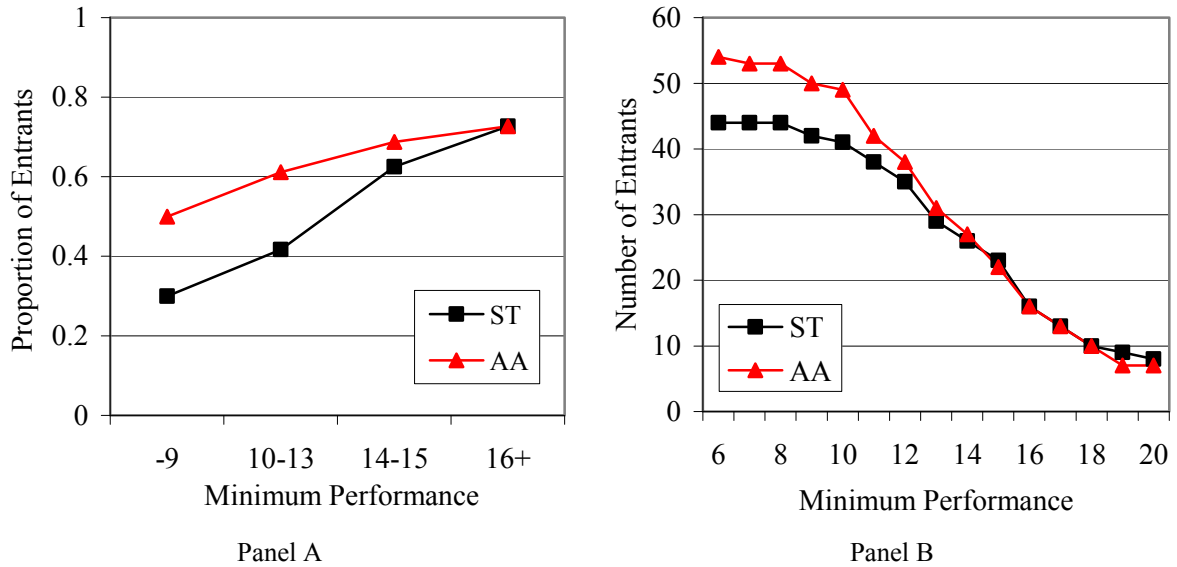 Proportion of Entrants
1
0.8
0.6
0.4
0.2
0
ST
AA
-9 10-13 14-15 16+
Minimum Performance
Panel A
Number of Entrants
60
50
40
30
20
10
0
ST
AA
6 8 10 12 14 16 18 20
Minimum Performance
Panel B